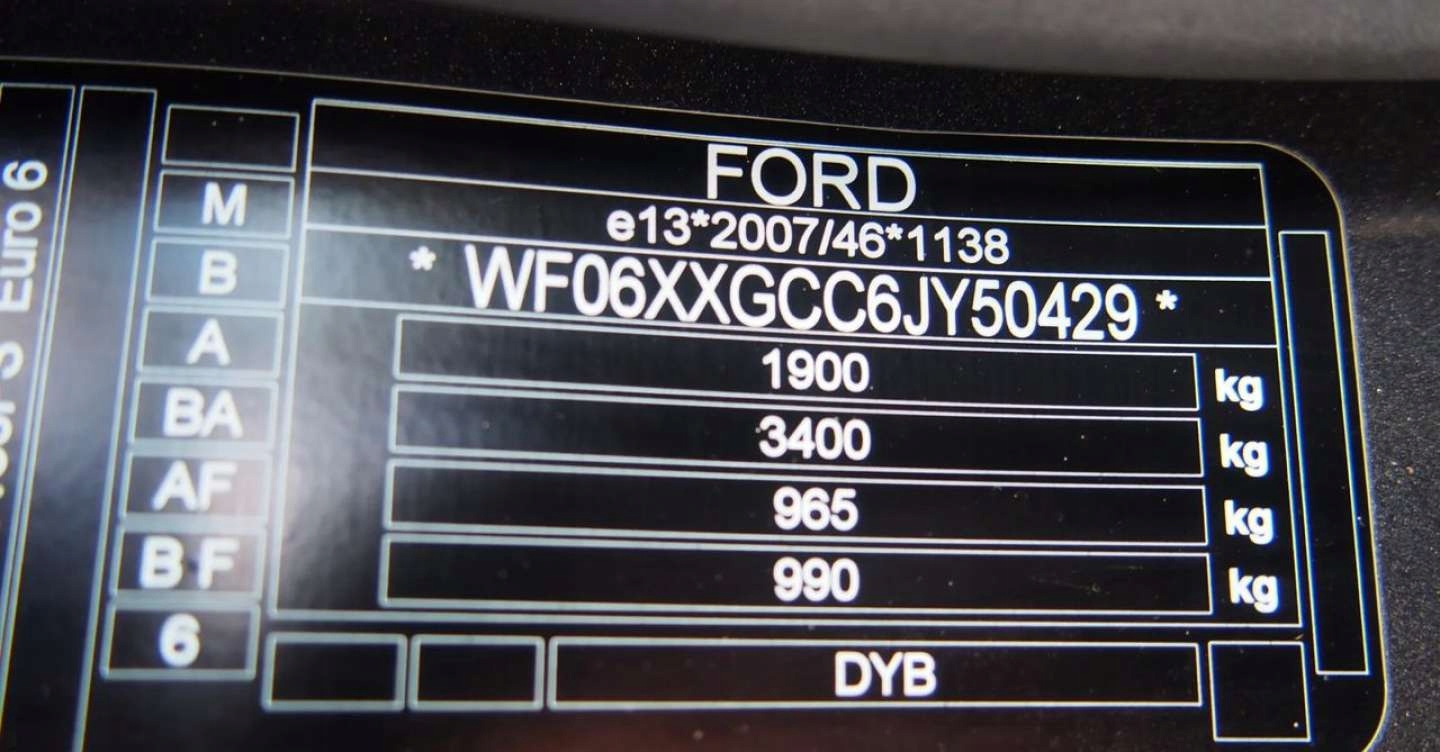 FORD
e13*2007/46*1138
* WF06XXGCC6JY50429 *
1900 kg
3400 kg
965 kg
990 kg
DYB
M
B
A
BA
AF
B F
6
Euro 6